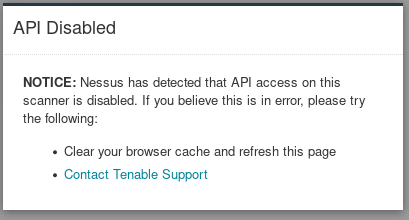 API Disabled
NOTICE: Nessus has detected that API access on this
scanner is disabled. If you believe this is in error, please try
the following:
• Clear your browser cache and refresh this page
• Contact Tenable Support